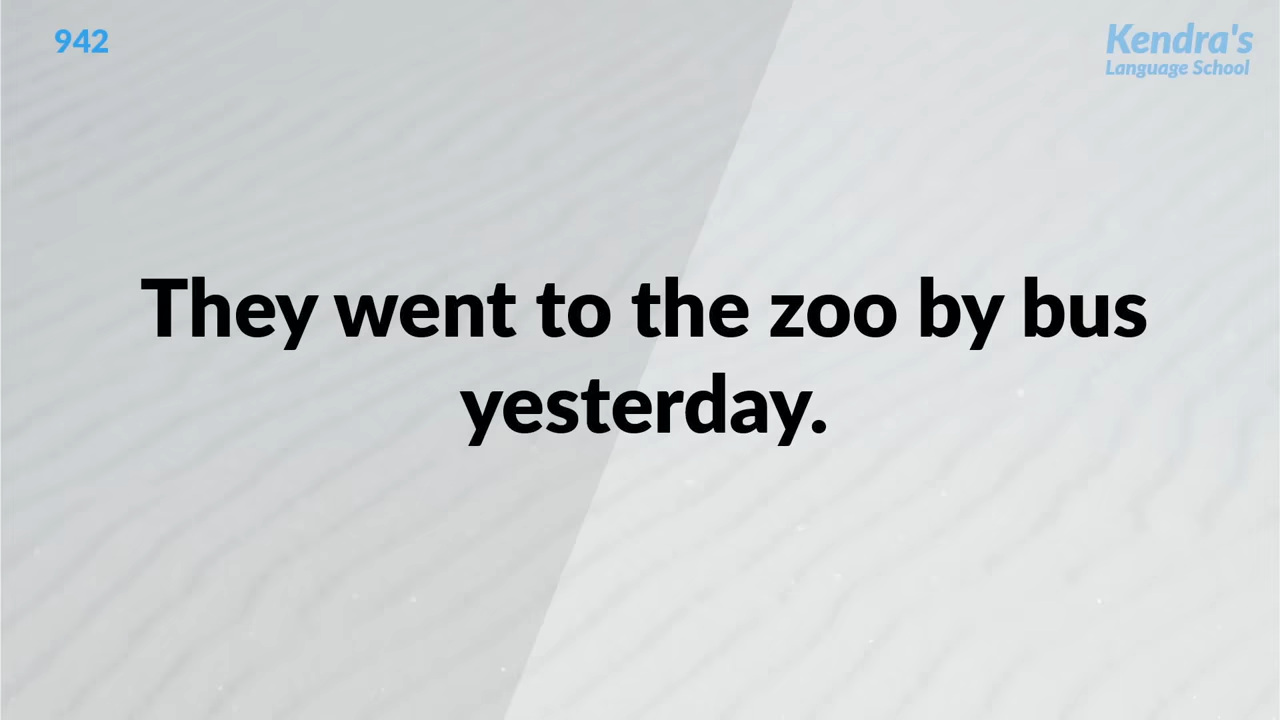 942
Kendra's
Language School
They went to the zoo by bus
yesterday.